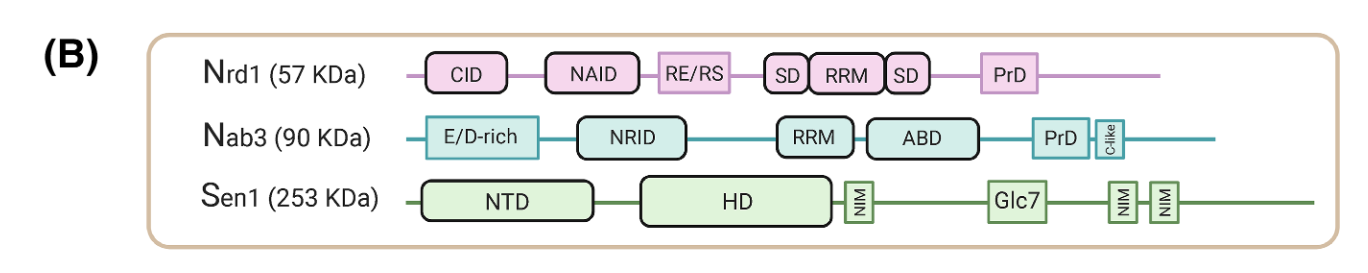 (B)
Nrd1 (57 KDa) CID NAID RE/RS SD RRM SD PrD
Nab3 (90 KDa) E/D-rich NRID RRM ABD PrD C-like
Sen1 (253 KDa) NTD HD NIM Glc7 NIM NIM